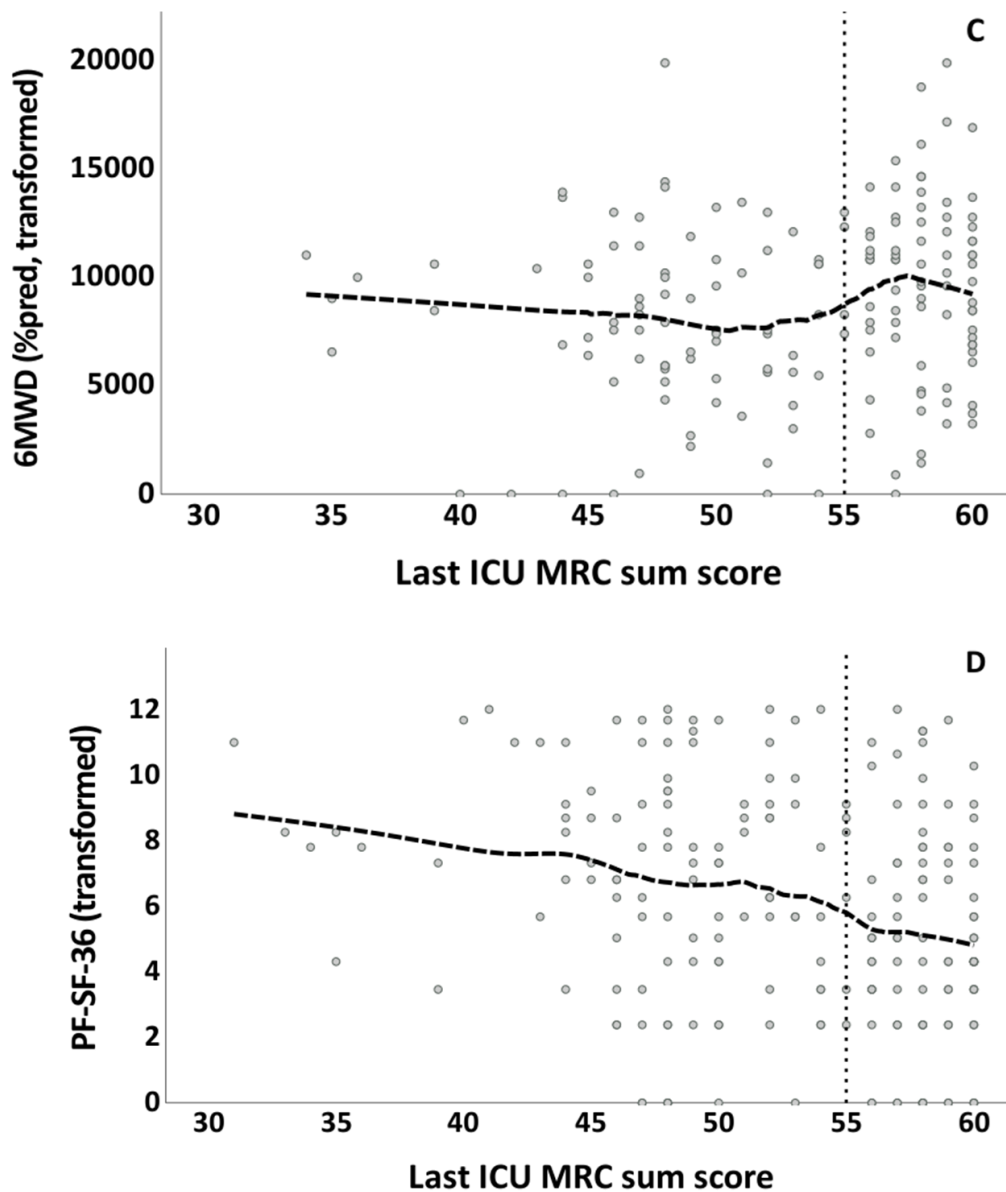 C
6MWD (%pred, transformed)
20000
15000
10000
5000
0
30 35 40 45 50 55 60
Last ICU MRC sum score
D
PF-SF-36 (transformed)
12
10
8
6
4
2
0
30 35 40 45 50 55 60
Last ICU MRC sum score